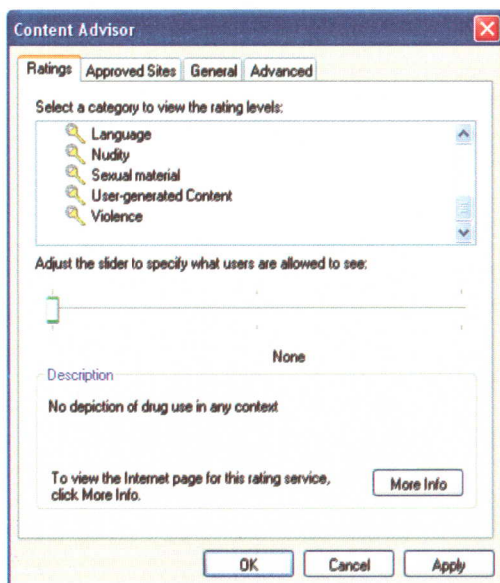 Content Advisor
Ratings Approved Sites General Advanced
Select a category to view the rating levels:
Language
Nudity
Sexual material
User-generated Content
Violence
Adjust the slider to specify what users are allowed to see:
None
Description
No depiction of drug use in any context
To view the Internet page for this rating service,
click More Info.
More Info
OK Cancel Apply